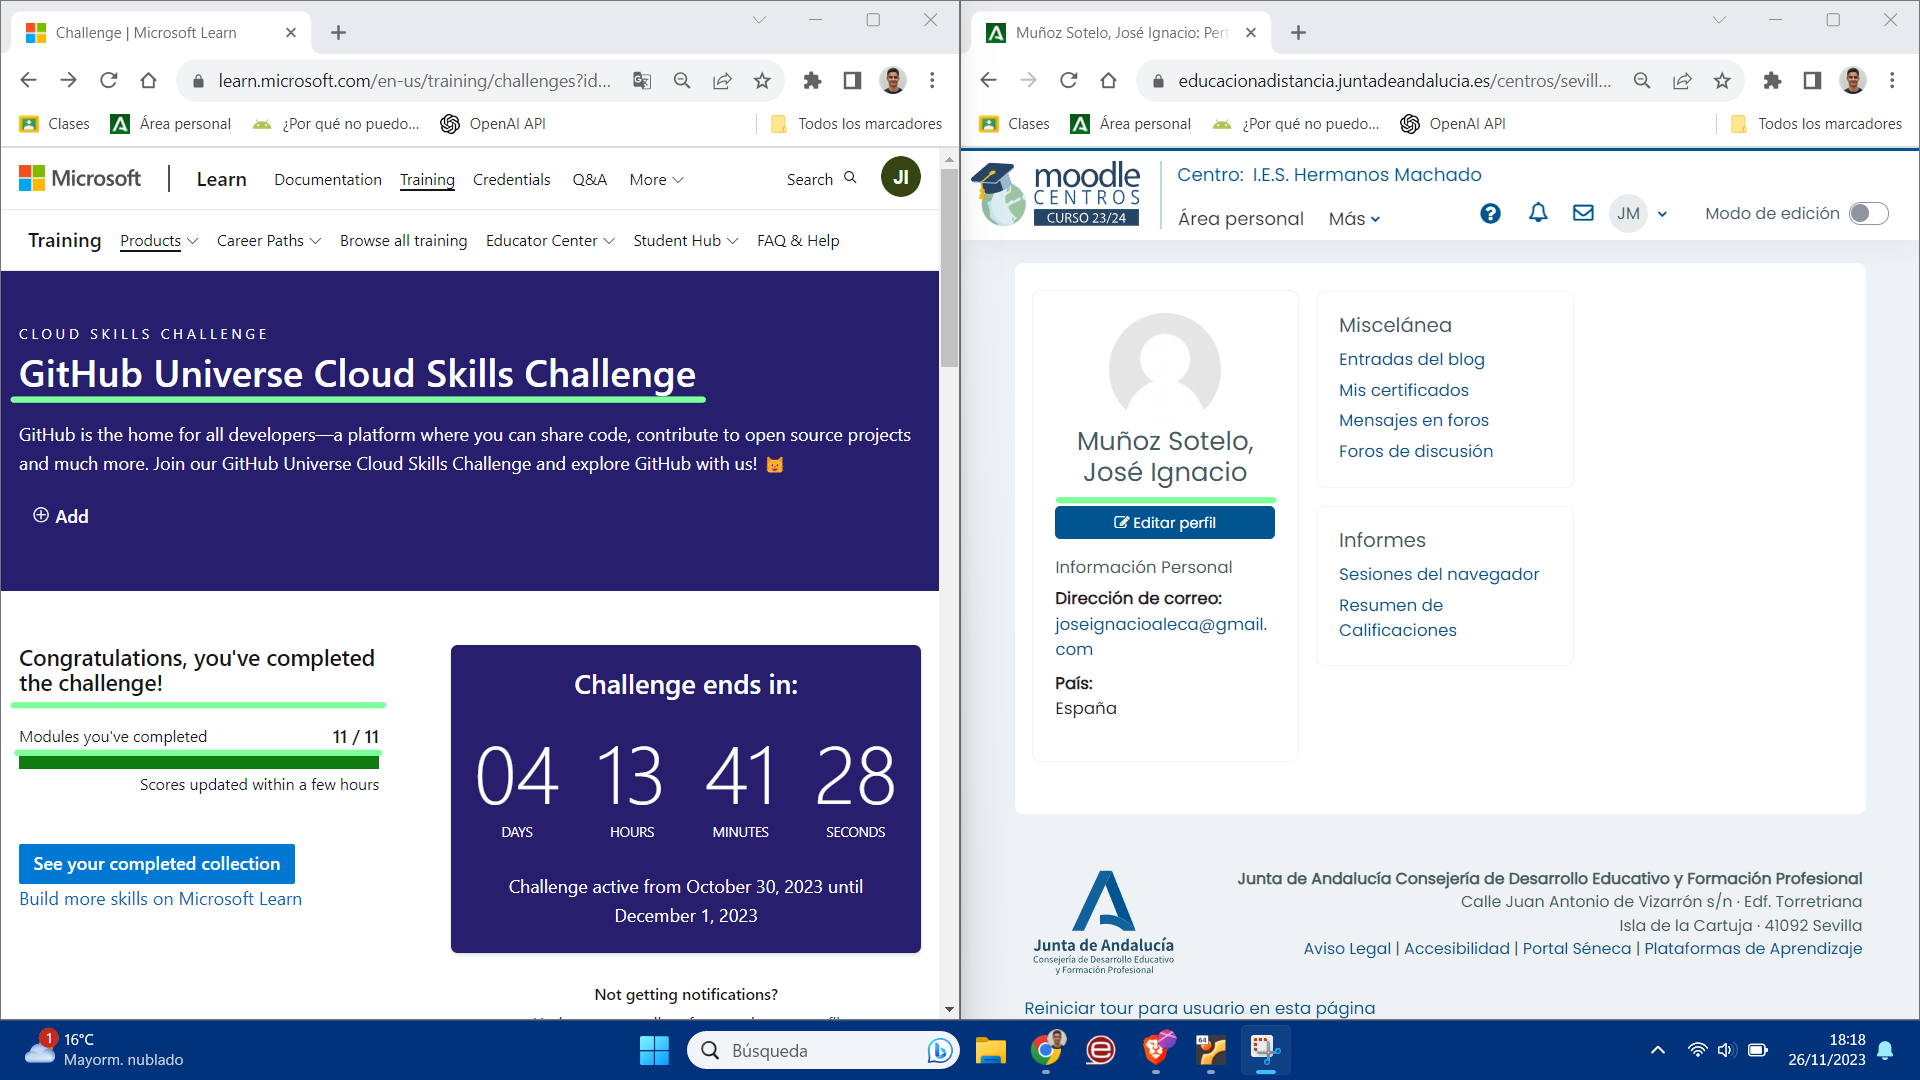 Challenge | Microsoft Learn
learn.microsoft.com/en-us/training/challenges?id...
Clases
Área personal
¿Por qué no puedo...
OpenAI API
Todos los marcadores
Microsoft
Learn
Documentation
Training
Credentials
Q&A
More
Search
JI
Training
Products
Career Paths
Browse all training
Educator Center
Student Hub
FAQ & Help
CLOUD SKILLS CHALLENGE
GitHub Universe Cloud Skills Challenge
GitHub is the home for all developers—a platform where you can share code, contribute to open source projects
and much more. Join our GitHub Universe Cloud Skills Challenge and explore GitHub with us!
Add
Congratulations, you've completed
the challenge!
Modules you've completed 11 / 11
Scores updated within a few hours
See your completed collection
Build more skills on Microsoft Learn
Challenge ends in:
04 13 41 28
DAYS HOURS MINUTES SECONDS
Challenge active from October 30, 2023 until
December 1, 2023
Not getting notifications?
Muñoz Sotelo, José Ignacio: Perf
educacionadistancia.juntadeandalucia.es/centros/sevill...
Clases
Área personal
¿Por qué no puedo...
OpenAI API
Todos los marcadores
moodle
CENTROS
CURSO 23/24
Centro: I.E.S. Hermanos Machado
Área personal
Más
JM
Modo de edición
Muñoz Sotelo,
José Ignacio
Editar perfil
Información Personal
Dirección de correo:
joseignacioaleca@gmail.
com
País:
España
Miscelánea
Entradas del blog
Mis certificados
Mensajes en foros
Foros de discusión
Informes
Sesiones del navegador
Resumen de
Calificaciones
Junta de Andalucía
Consejería de Desarrollo Educativo
y Formación Profesional
Junta de Andalucía Consejería de Desarrollo Educativo y Formación Profesional
Calle Juan Antonio de Vizarrón s/n · Edf. Torretriana
Isla de la Cartuja · 41092 Sevilla
Aviso Legal | Accesibilidad | Portal Séneca | Plataformas de Aprendizaje
Reiniciar tour para usuario en esta página
1
16°C
Mayorm. nublado
Búsqueda
64
18:18
26/11/2023